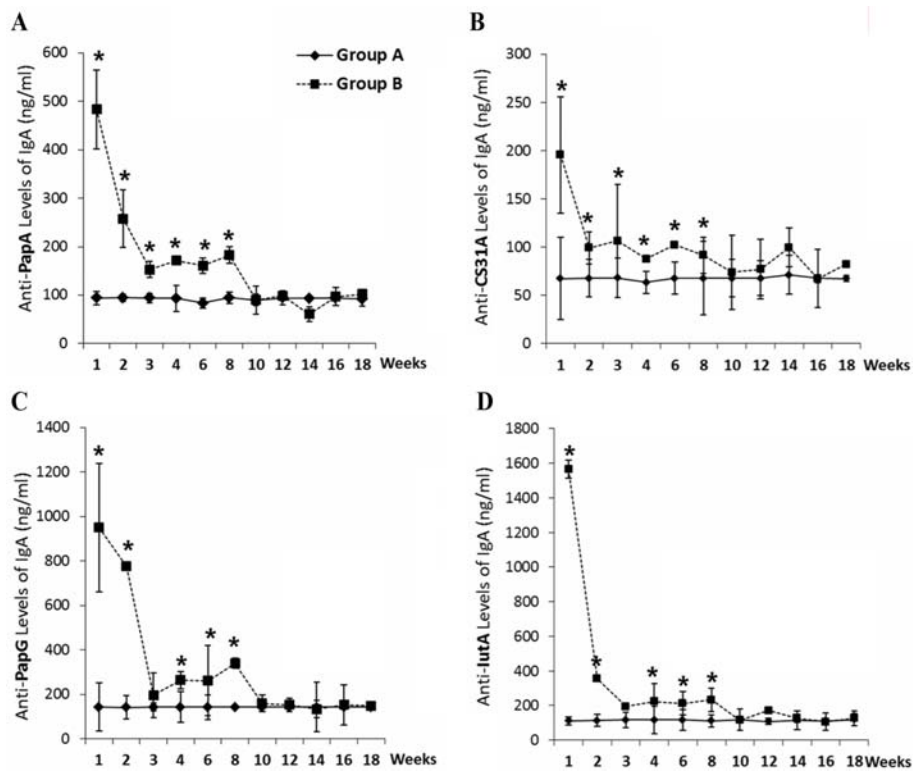 A
Anti-PapA Levels of IgA (ng/ml)
600
500
400
300
200
100
0
* * * * * *
Group A
Group B
1 2 3 4 6 8 10 12 14 16 18 Weeks
B
Anti-CS31A Levels of IgA (ng/ml)
300
250
200
150
100
50
0
* * * * * *
1 2 3 4 6 8 10 12 14 16 18 Weeks
C
Anti-PapG Levels of IgA (ng/ml)
1400
1200
1000
800
600
400
200
0
* * * * *
1 2 3 4 6 8 10 12 14 16 18 Weeks
D
Anti-IutA Levels of IgA (ng/ml)
1800
1600
1400
1200
1000
800
600
400
200
0
* * * * *
1 2 3 4 6 8 10 12 14 16 18 Weeks